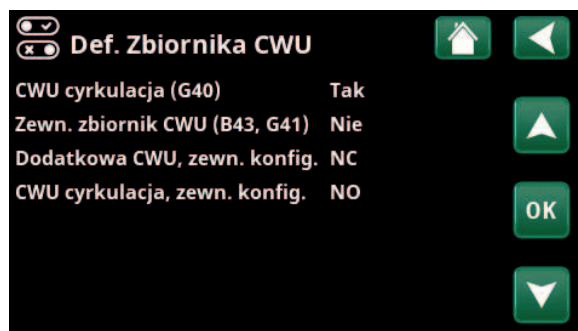 Def. Zbiornika CWU
CWU cyrkulacja (G40) Tak
Zewn. zbiornik CWU (B43, G41) Nie
Dodatkowa CWU, zewn. konfig. NC
CWU cyrkulacja, zewn. konfig. NO
OK